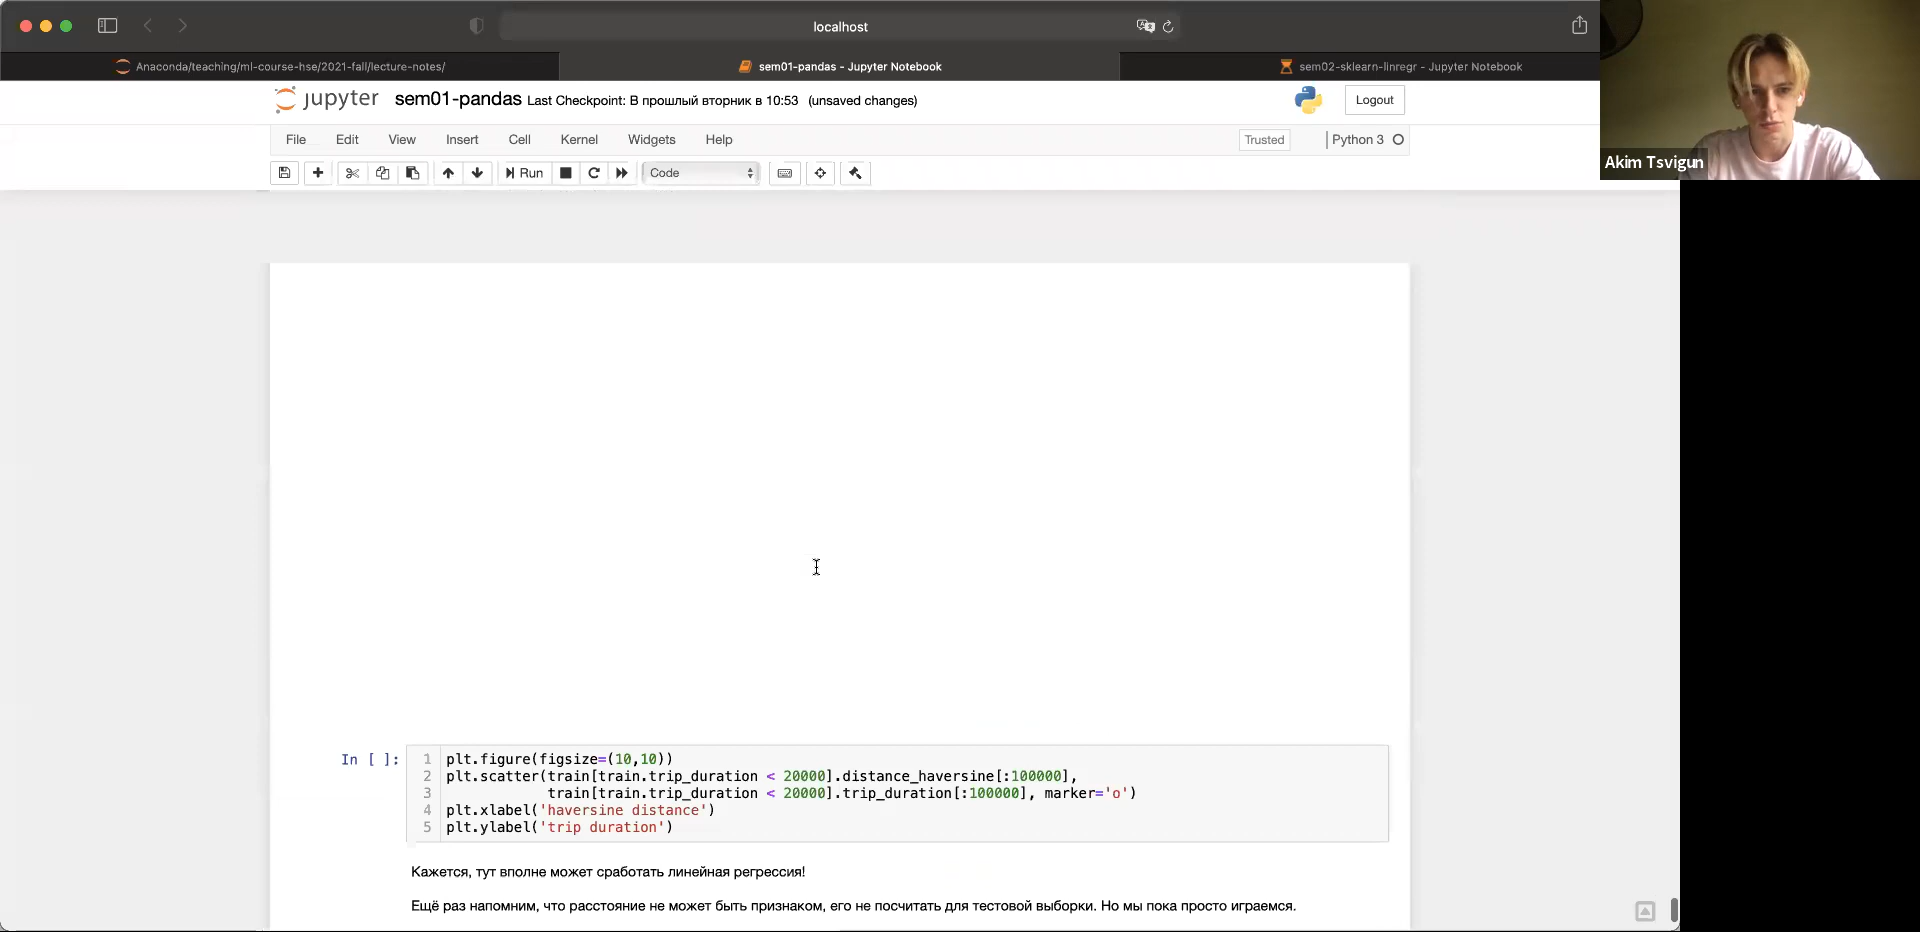 localhost
Anaconda/teaching/ml-course-hse/2021-fall/lecture-notes/
sem01-pandas - Jupyter Notebook
sem02-sklearn-linregr - Jupyter Notebook
jupyter sem01-pandas Last Checkpoint: В прошлый вторник в 10:53 (unsaved changes)
Logout
File Edit View Insert Cell Kernel Widgets Help
Trusted
Python 3
Run
Code
Akim Tsvigun
In [ ]:
1 plt.figure(figsize=(10,10))
2 plt.scatter(train[train.trip_duration < 20000].distance_haversine[:100000],
3 train[train.trip_duration < 20000].trip_duration[:100000], marker='o')
4 plt.xlabel('haversine distance')
5 plt.ylabel('trip duration')
Кажется, тут вполне может сработать линейная регрессия!
Ещё раз напомним, что расстояние не может быть признаком, его не посчитать для тестовой выборки. Но мы пока просто играемся.